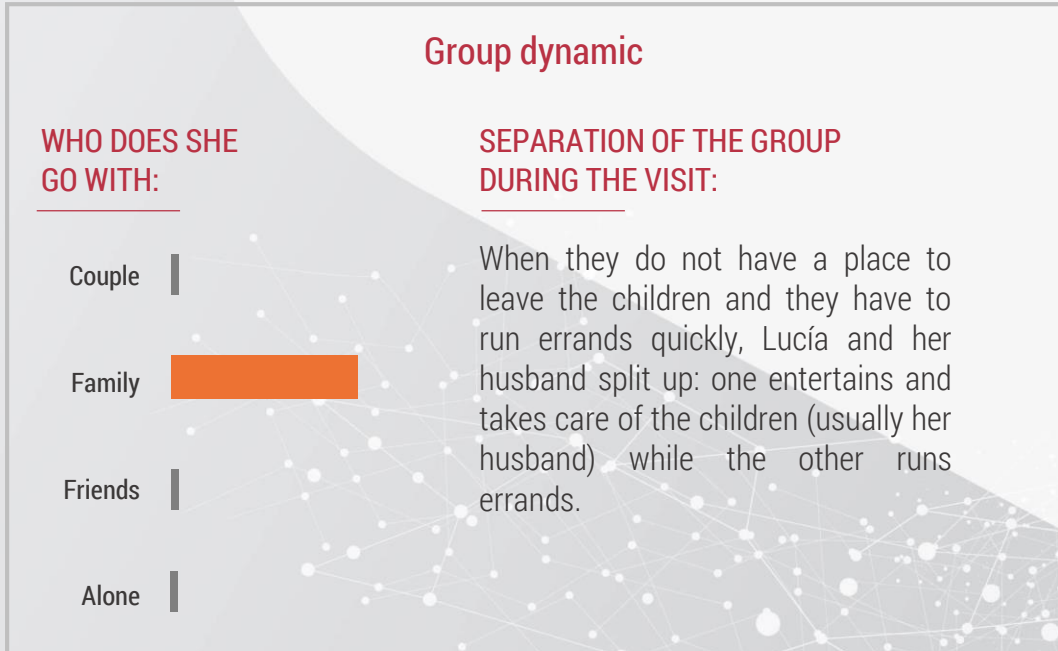 Group dynamic
WHO DOES SHE
GO WITH:
Couple
Family
Friends
Alone
SEPARATION OF THE GROUP
DURING THE VISIT:
When they do not have a place to
leave the children and they have to
run errands quickly, Lucía and her
husband split up: one entertains and
takes care of the children (usually her
husband) while the other runs
errands.